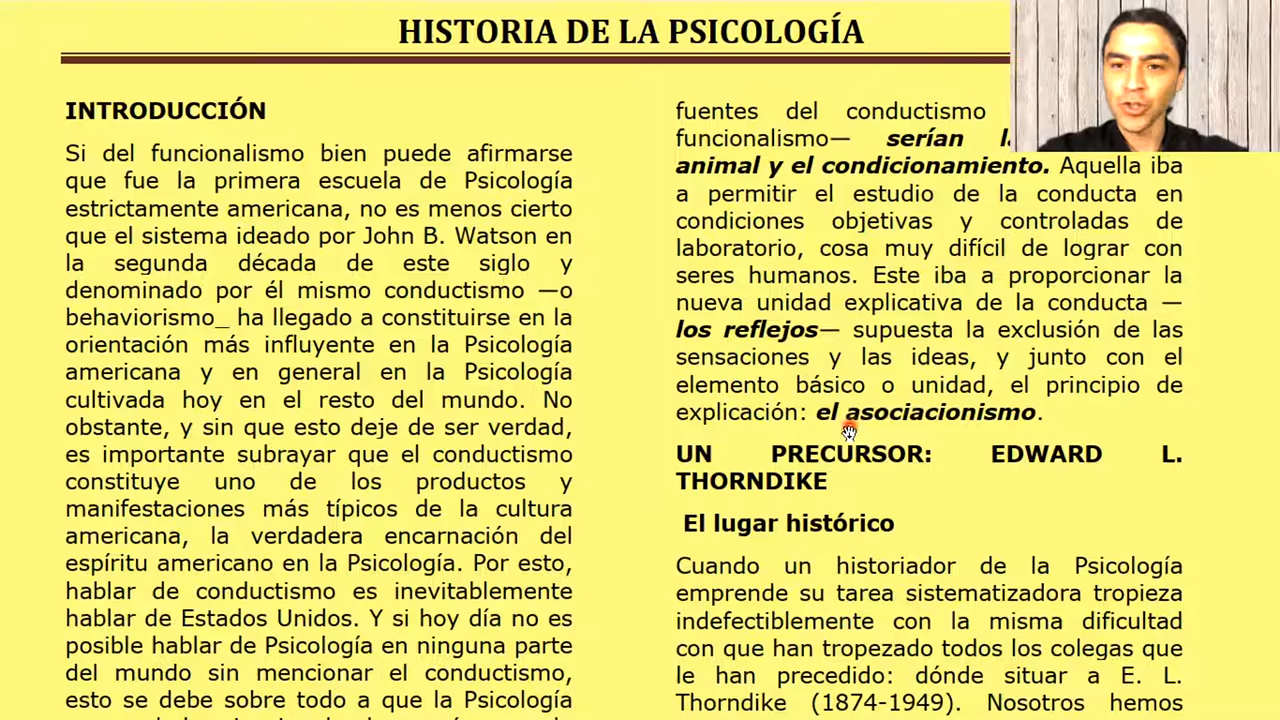 HISTORIA DE LA PSICOLOGÍA
INTRODUCCIÓN
Si del funcionalismo bien puede afirmarse
que fue la primera escuela de Psicología
estrictamente americana, no es menos cierto
que el sistema ideado por John B. Watson en
la segunda década de este siglo y
denominado por él mismo conductismo —o
behaviorismo_ ha llegado a constituirse en la
orientación más influyente en la Psicología
americana y en general en la Psicología
cultivada hoy en el resto del mundo. No
obstante, y sin que esto deje de ser verdad,
es importante subrayar que el conductismo
constituye uno de los productos y
manifestaciones más típicos de la cultura
americana, la verdadera encarnación del
espíritu americano en la Psicología. Por esto,
hablar de conductismo es inevitablemente
hablar de Estados Unidos. Y si hoy día no es
posible hablar de Psicología en ninguna parte
del mundo sin mencionar el conductismo,
esto se debe sobre todo a que la Psicología
fuentes del conductismo
funcionalismo— serían
animal y el condicionamiento. Aquella iba
a permitir el estudio de la conducta en
condiciones objetivas y controladas de
laboratorio, cosa muy difícil de lograr con
seres humanos. Este iba a proporcionar la
nueva unidad explicativa de la conducta —
los reflejos— supuesta la exclusión de las
sensaciones y las ideas, y junto con el
elemento básico o unidad, el principio de
explicación: el asociacionismo.
UN PRECURSOR: EDWARD L.
THORNDIKE
El lugar histórico
Cuando un historiador de la Psicología
emprende su tarea sistematizadora tropieza
indefectiblemente con la misma dificultad
con que han tropezado todos los colegas que
le han precedido: dónde situar a E. L.
Thorndike (1874-1949). Nosotros hemos